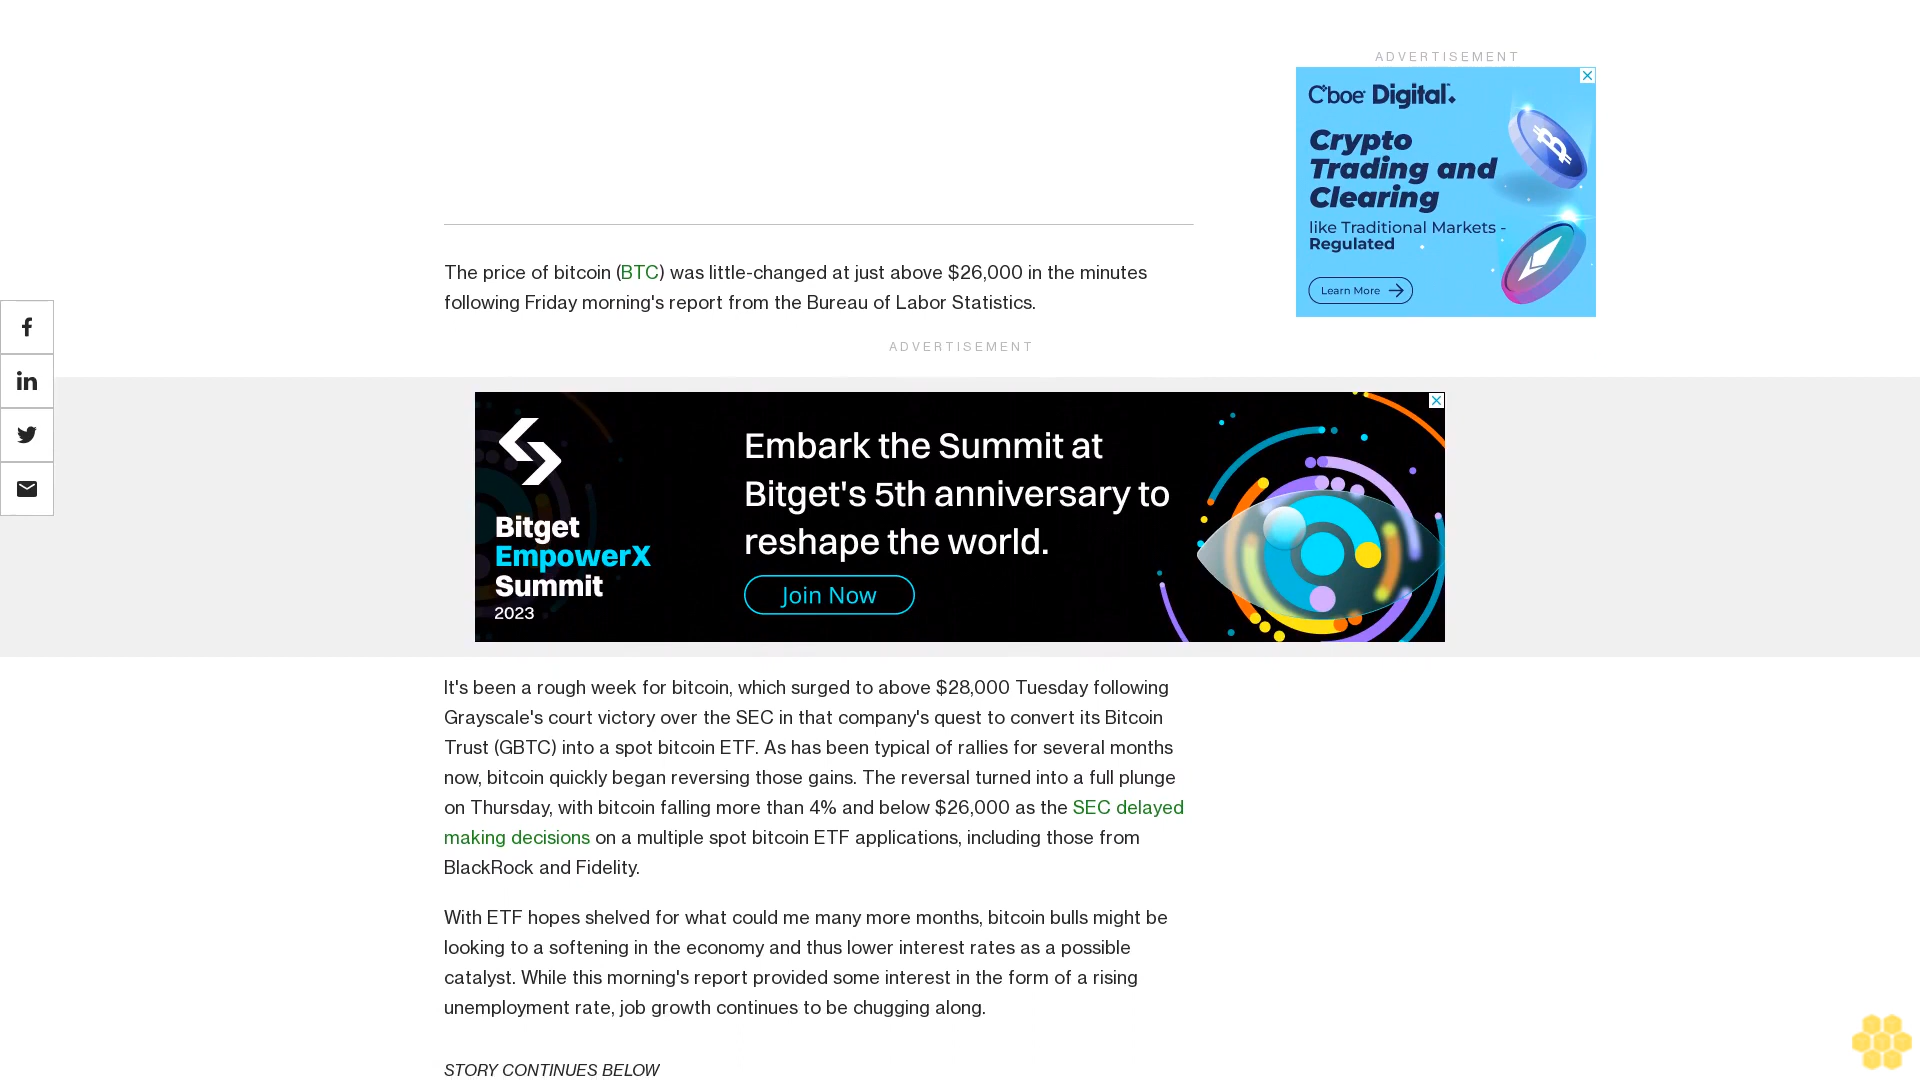 ADVERTISEMENT
Cboe Digital
Crypto
Trading and
Clearing
like Traditional Markets -
Regulated
Learn More
The price of bitcoin (BTC) was little-changed at just above $26,000 in the minutes
following Friday morning's report from the Bureau of Labor Statistics.
ADVERTISEMENT
Bitget
EmpowerX
Summit
2023
Embark the Summit at
Bitget's 5th anniversary to
reshape the world.
Join Now
It's been a rough week for bitcoin, which surged to above $28,000 Tuesday following
Grayscale's court victory over the SEC in that company's quest to convert its Bitcoin
Trust (GBTC) into a spot bitcoin ETF. As has been typical of rallies for several months
now, bitcoin quickly began reversing those gains. The reversal turned into a full plunge
on Thursday, with bitcoin falling more than 4% and below $26,000 as the SEC delayed
making decisions on a multiple spot bitcoin ETF applications, including those from
BlackRock and Fidelity.
With ETF hopes shelved for what could me many more months, bitcoin bulls might be
looking to a softening in the economy and thus lower interest rates as a possible
catalyst. While this morning's report provided some interest in the form of a rising
unemployment rate, job growth continues to be chugging along.
STORY CONTINUES BELOW